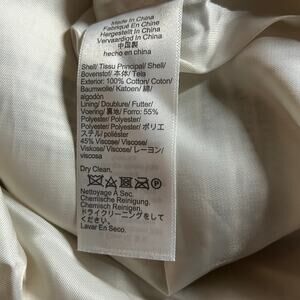 Made In China
Fabriqué En Chine
Hergestellt In China
Vervaardigd In China
中国製
hecho en china
Shell/ Tissu Principal/ Shell/
Bovenstof/ 本体/ Tela
Exterior: 100% Cotton/ Coton/
Baumwolle/ Katoen/ 綿/
algodón
Lining/ Doublure/ Futter/
Voering/ 裏地/ Forro: 55%
Polyester/ Polyester/
Polyester/ Polyester/ ポリエ
ステル/ poliéster
45% Viscose/ Viscose/
Viskose/ Viscose/ レーヨン/
viscosa
Dry Clean.
Nettoyage À Sec.
Chemische Reinigung.
Chemisch Reinigen.
ドライクリーニングをして
ください。
Lavar En Seco.